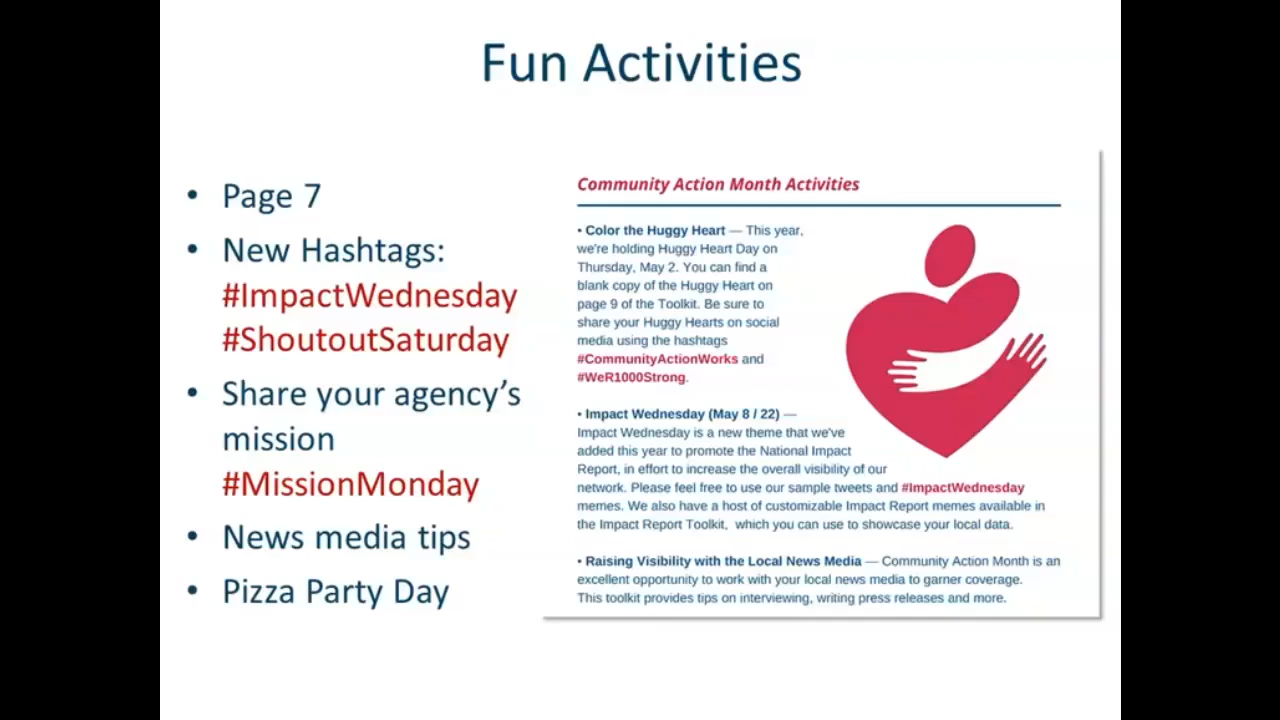 Fun Activities
• Page 7
• New Hashtags:
#ImpactWednesday
#ShoutoutSaturday
• Share your agency's
mission
#MissionMonday
• News media tips
• Pizza Party Day
Community Action Month Activities
• Color the Huggy Heart — This year,
we're holding Huggy Heart Day on
Thursday, May 2. You can find a
blank copy of the Huggy Heart on
page 9 of the Toolkit. Be sure to
share your Huggy Hearts on social
media using the hashtags
#CommunityActionWorks and
#WeR1000Strong.
• Impact Wednesday (May 8 / 22) —
Impact Wednesday is a new theme that we've
added this year to promote the National Impact
Report, in effort to increase the overall visibility of our
network. Please feel free to use our sample tweets and #ImpactWednesday
memes. We also have a host of customizable Impact Report memes available in
the Impact Report Toolkit, which you can use to showcase your local data.
• Raising Visibility with the Local News Media — Community Action Month is an
excellent opportunity to work with your local news media to garner coverage.
This toolkit provides tips on interviewing, writing press releases and more.